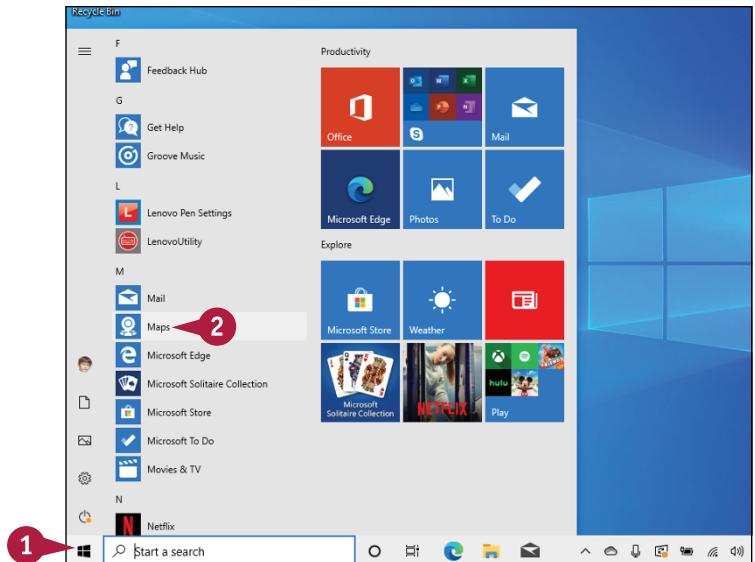 Recycle Bin
F
Feedback Hub
G
Get Help
Groove Music
L
L
Lenovo Pen Settings
LenovoUtility
M
Mail
Maps
2
Microsoft Edge
Microsoft Solitaire Collection
Microsoft Store
Microsoft To Do
Movies & TV
N
Netflix
Productivity
Office
Mail
Microsoft Edge
Photos
To Do
Explore
Microsoft Store
Weather
Microsoft
Solitaire Collection
NETFLIX
hulu
Play
1
Start a search